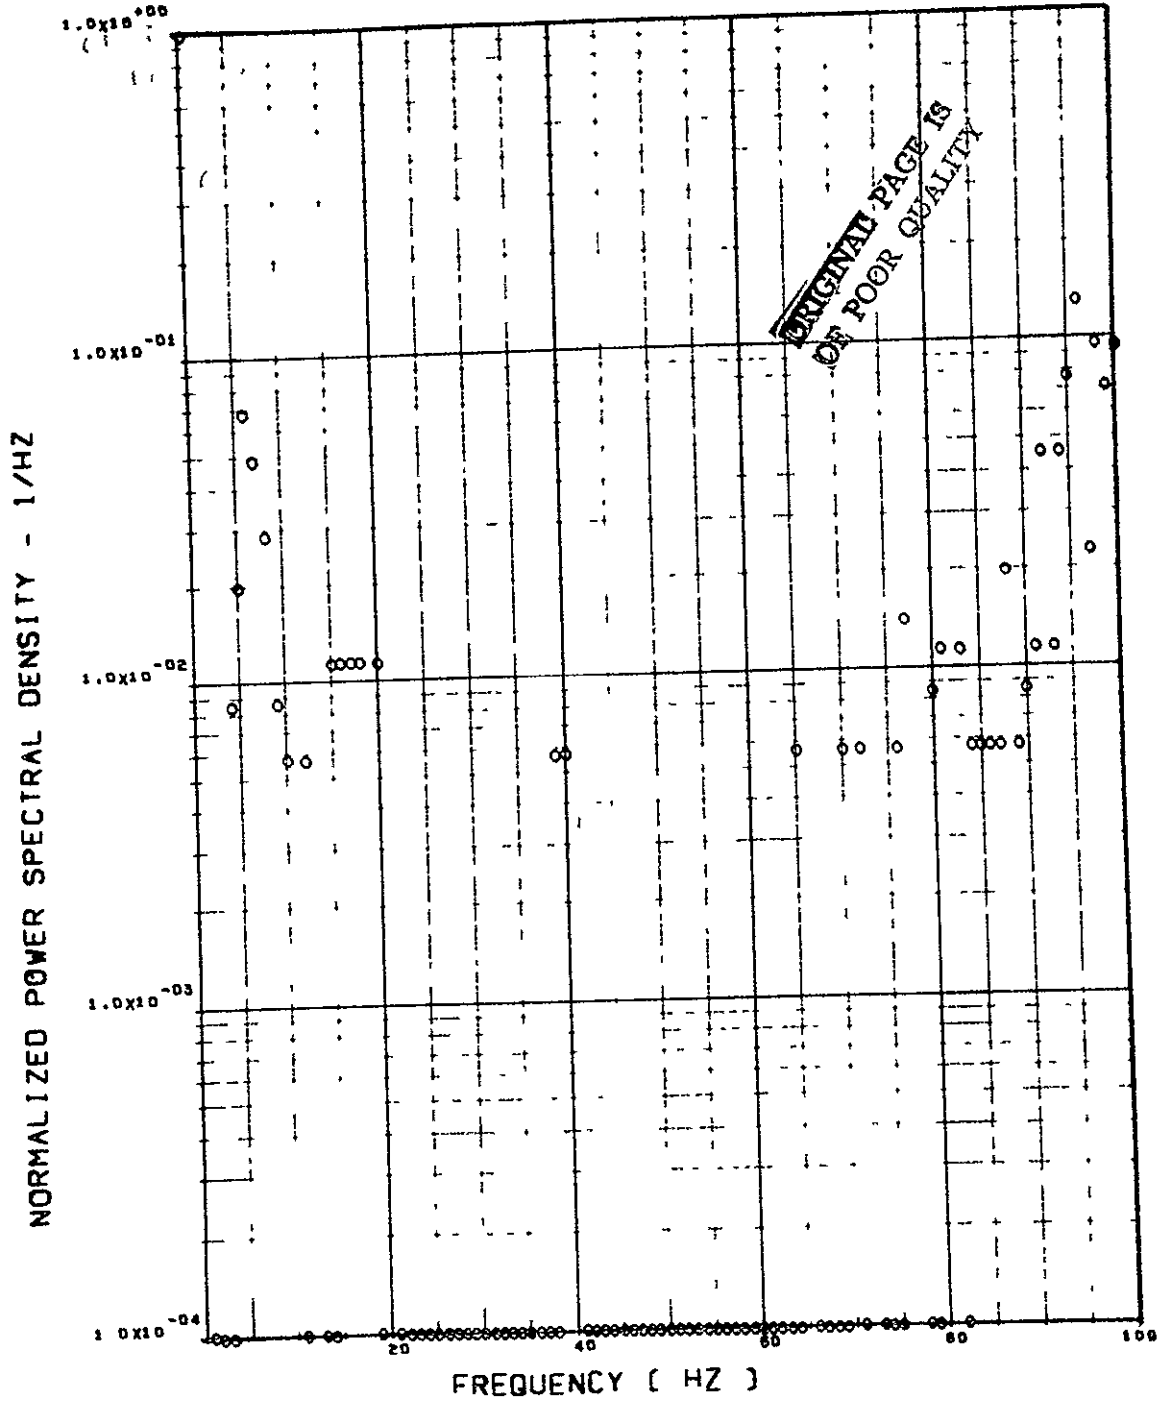 1.0X10+00
ORIGINAL PAGE IS
OF POOR QUALITY
1.0X10-01
NORMALIZED POWER SPECTRAL DENSITY - 1/HZ
1.0X10-02
1.0X10-03
1 0X10-04
20
40
60
80
100
FREQUENCY ( HZ )